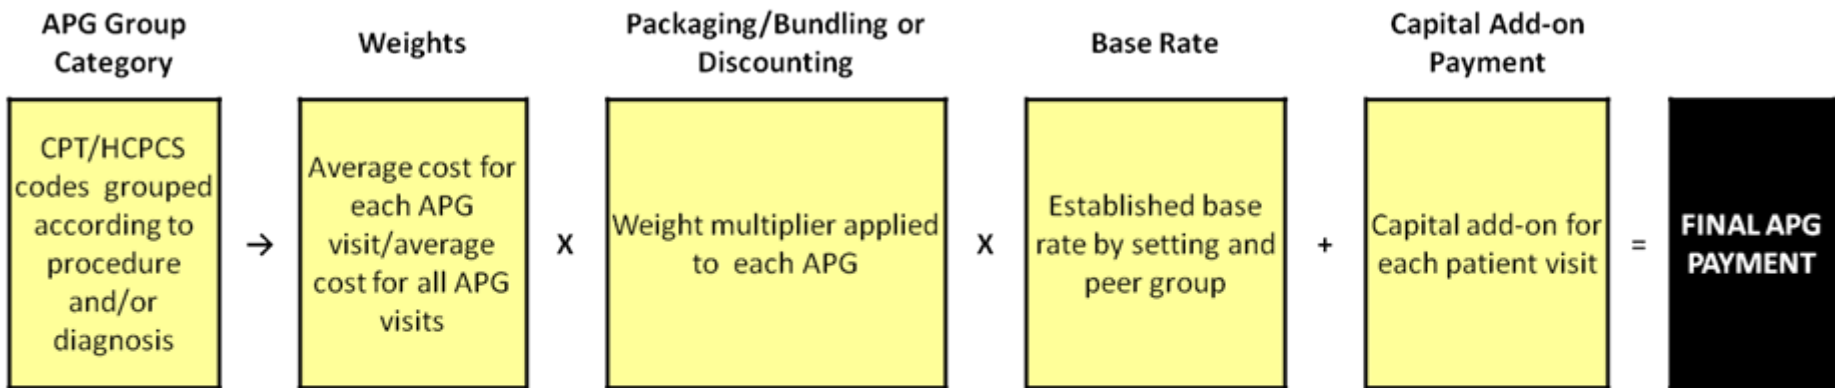 APG Group
Category
Weights
Packaging/Bundling or
Discounting
Base Rate
Capital Add-on
Payment
CPT/HCPCS
codes grouped
according to
procedure
and/or
diagnosis
→
Average cost for
each APG
visit/average
cost for all APG
visits
X
Weight multiplier applied
to each APG
X
Established base
rate by setting and
peer group
+
Capital add-on for
each patient visit
=
FINAL APG
PAYMENT